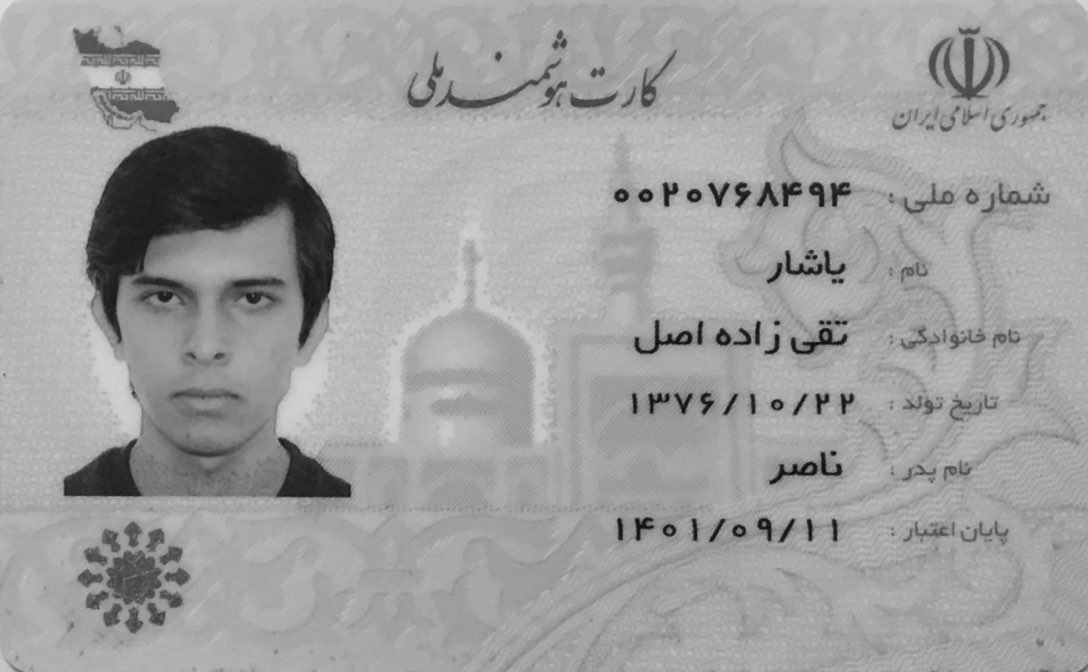 کارت هوشمند ملی
جمهوری اسلامی ایران
شماره ملی : ۰۰۲۰۷۶۸۴۹۴
نام : یاشار
نام خانوادگی : تقی زاده اصل
تاریخ تولد : ۱۳۷۶/۱۰/۲۲
نام پدر : ناصر
پایان اعتبار : ۱۴۰۱/۰۹/۱۱